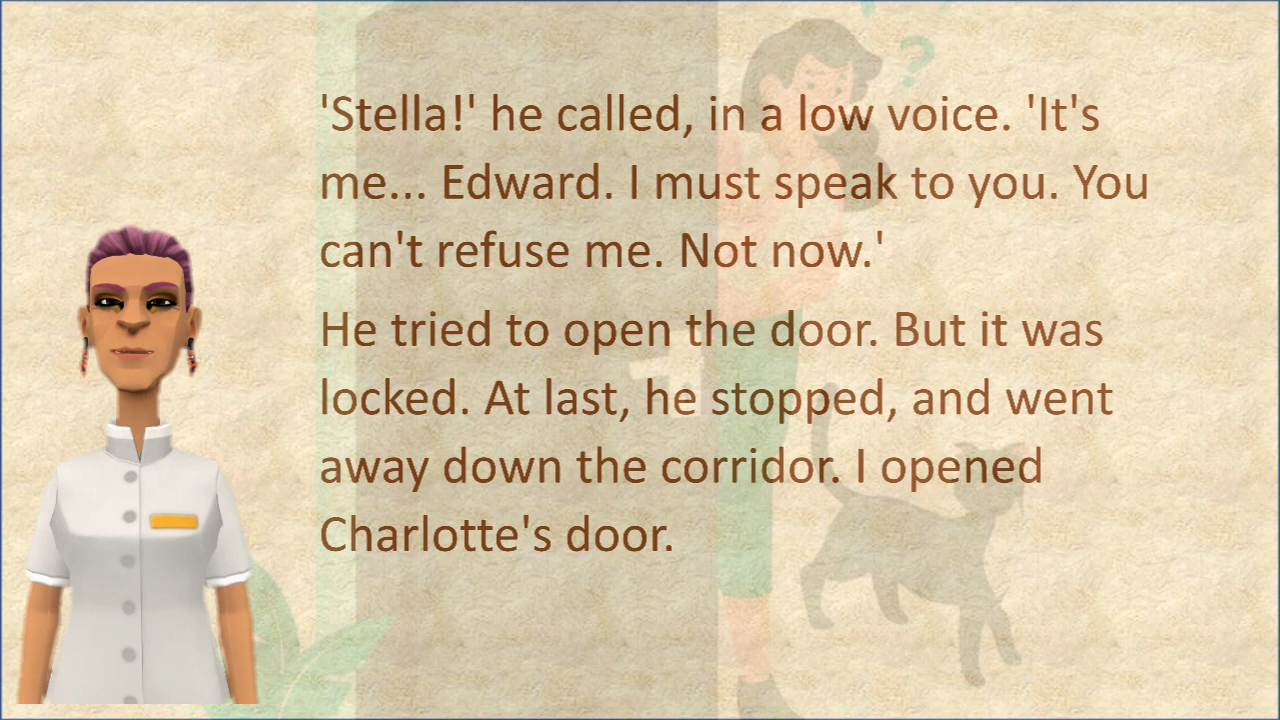 'Stella!' he called, in a low voice. 'It's
me... Edward. I must speak to you. You
can't refuse me. Not now.'
He tried to open the door. But it was
locked. At last, he stopped, and went
away down the corridor. I opened
Charlotte's door.
?